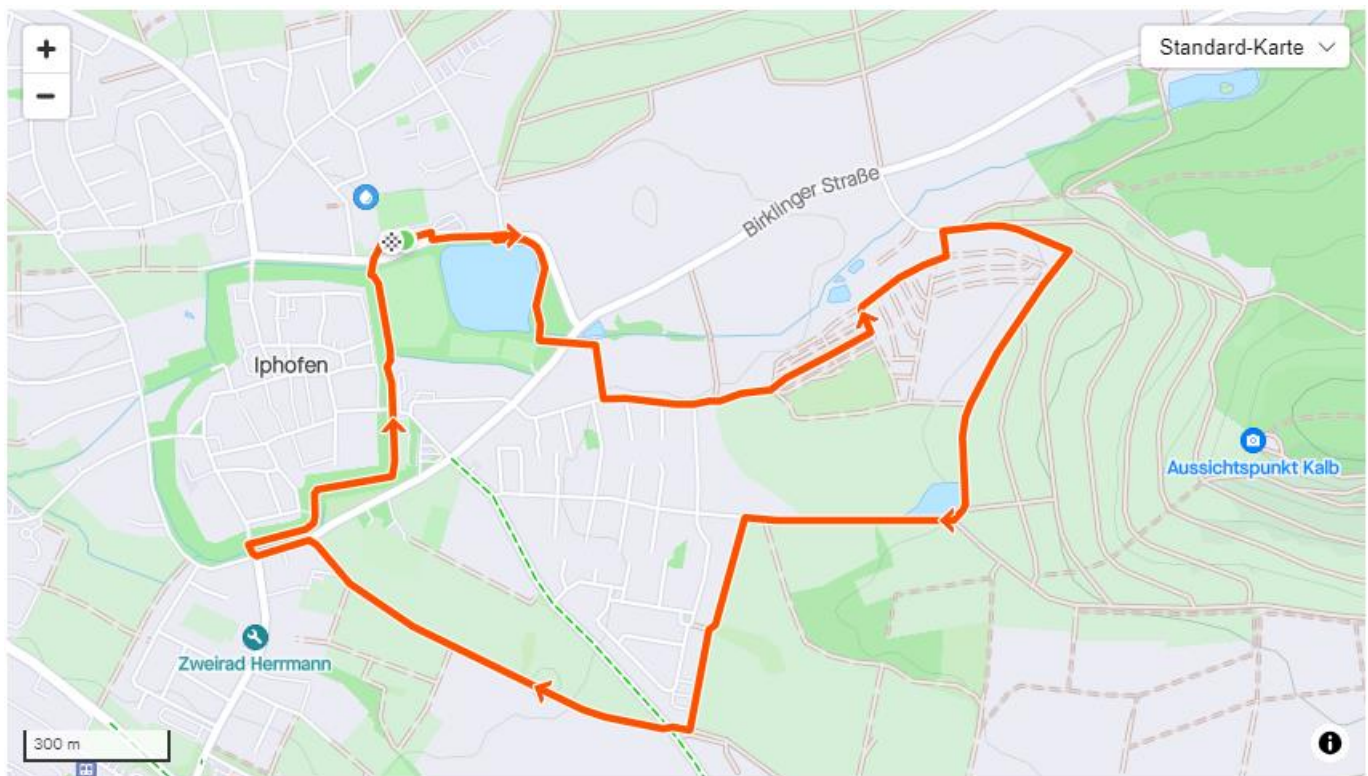 +
Standard-Karte
−
Birklinger Straße
Iphofen
Aussichtspunkt Kalb
Zweirad Herrmann
300 m
i